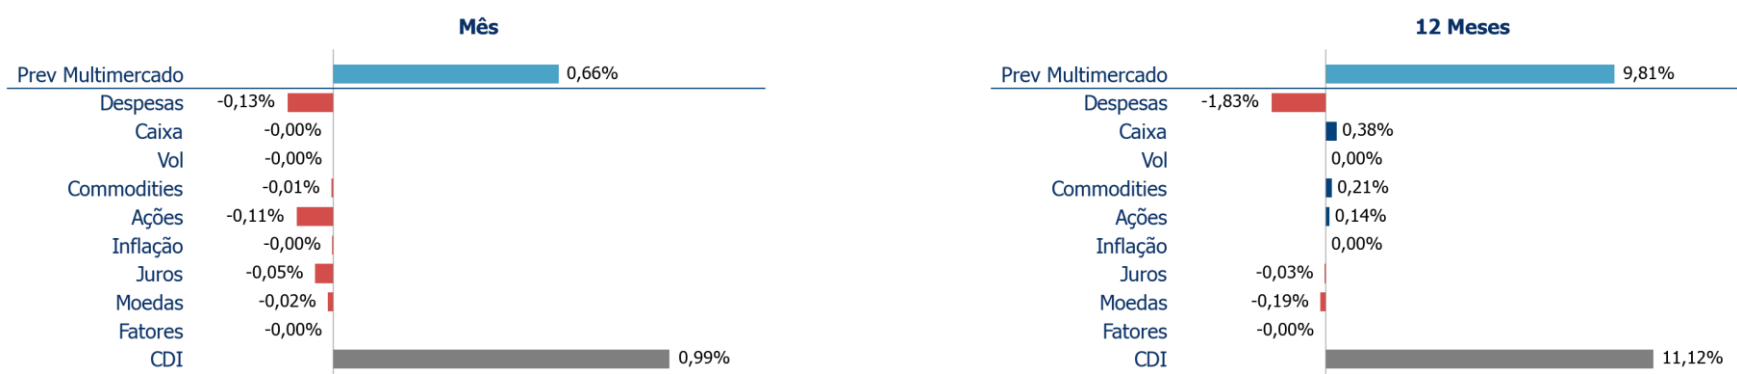 Mês
Prev Multimercado 0,66%
Despesas -0,13%
Caixa -0,00%
Vol -0,00%
Commodities -0,01%
Ações -0,11%
Inflação -0,00%
Juros -0,05%
Moedas -0,02%
Fatores -0,00%
CDI 0,99%
12 Meses
Prev Multimercado 9,81%
Despesas -1,83%
Caixa 0,38%
Vol 0,00%
Commodities 0,21%
Ações 0,14%
Inflação 0,00%
Juros -0,03%
Moedas -0,19%
Fatores -0,00%
CDI 11,12%